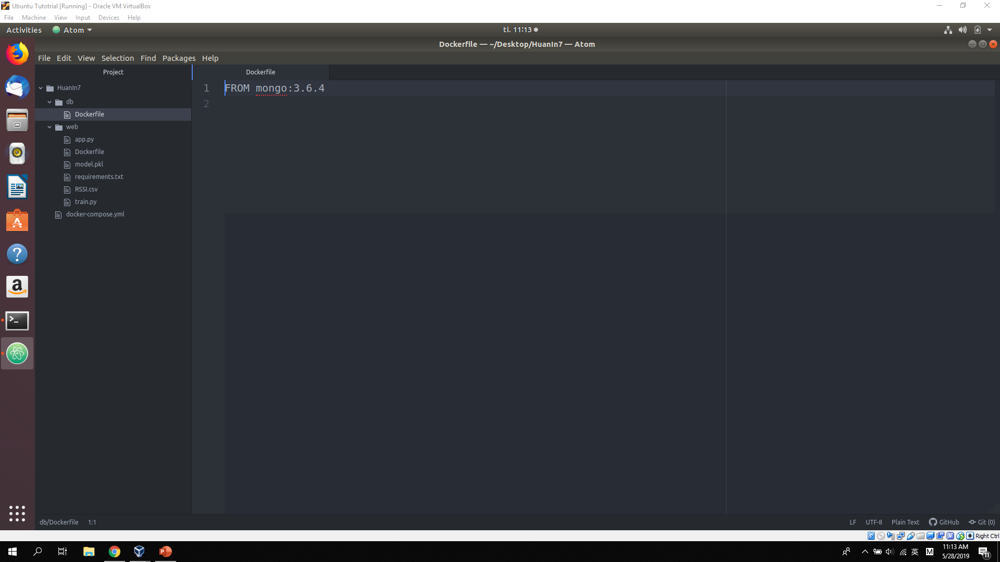 Ubuntu Tutotrial [Running] - Oracle VM VirtualBox
File Machine View Input Devices Help
Activities Atom ti. 11:13
Dockerfile — ~/Desktop/HuanIn7 — Atom
File Edit View Selection Find Packages Help
Project
Dockerfile
HuanIn7
db
Dockerfile
web
app.py
Dockerfile
model.pkl
requirements.txt
RSSI.csv
train.py
docker-compose.yml
1 FROM mongo:3.6.4
2
db/Dockerfile 1:1
LF UTF-8 Plain Text GitHub Git (0)
Right Ctrl
英 M
11:13 AM
5/28/2019
11